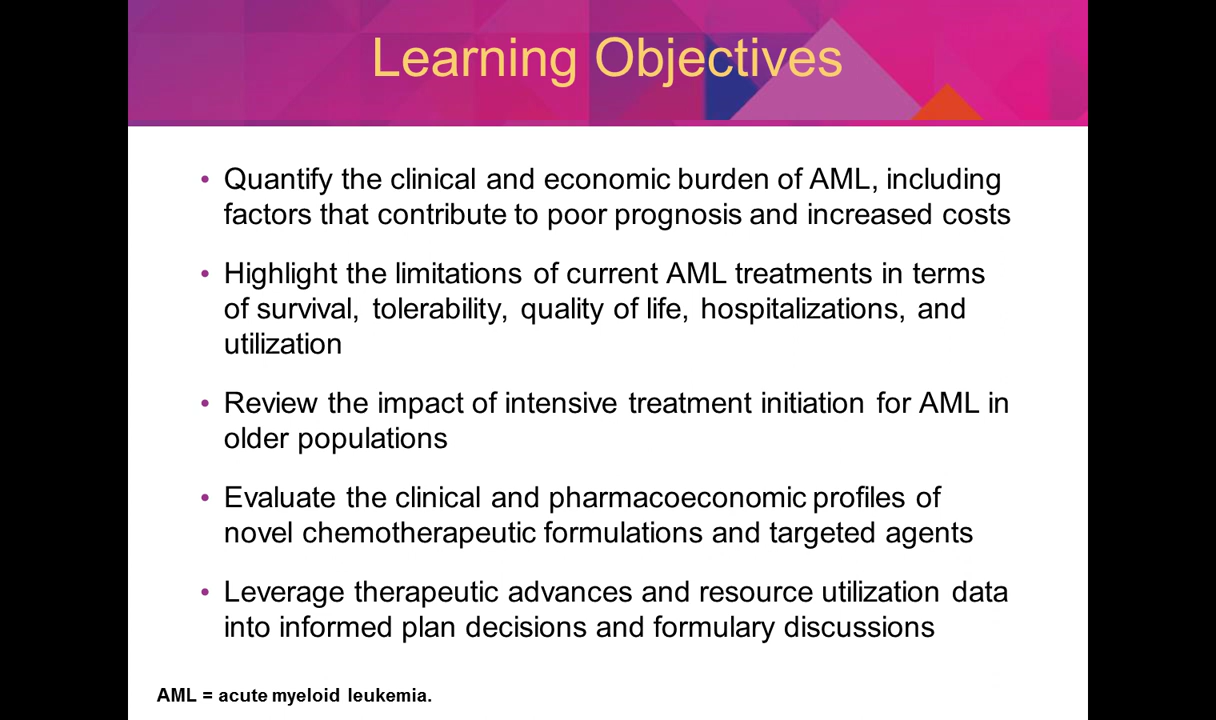 Learning Objectives
• Quantify the clinical and economic burden of AML, including
factors that contribute to poor prognosis and increased costs
• Highlight the limitations of current AML treatments in terms
of survival, tolerability, quality of life, hospitalizations, and
utilization
• Review the impact of intensive treatment initiation for AML in
older populations
• Evaluate the clinical and pharmacoeconomic profiles of
novel chemotherapeutic formulations and targeted agents
• Leverage therapeutic advances and resource utilization data
into informed plan decisions and formulary discussions
AML = acute myeloid leukemia.